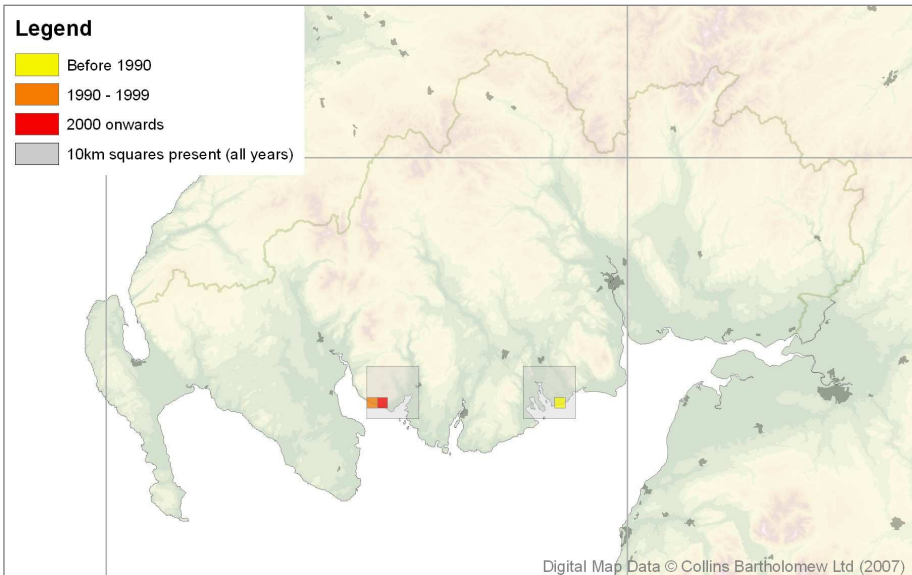 Legend
Before 1990
1990 - 1999
2000 onwards
10km squares present (all years)
Digital Map Data © Collins Bartholomew Ltd (2007)